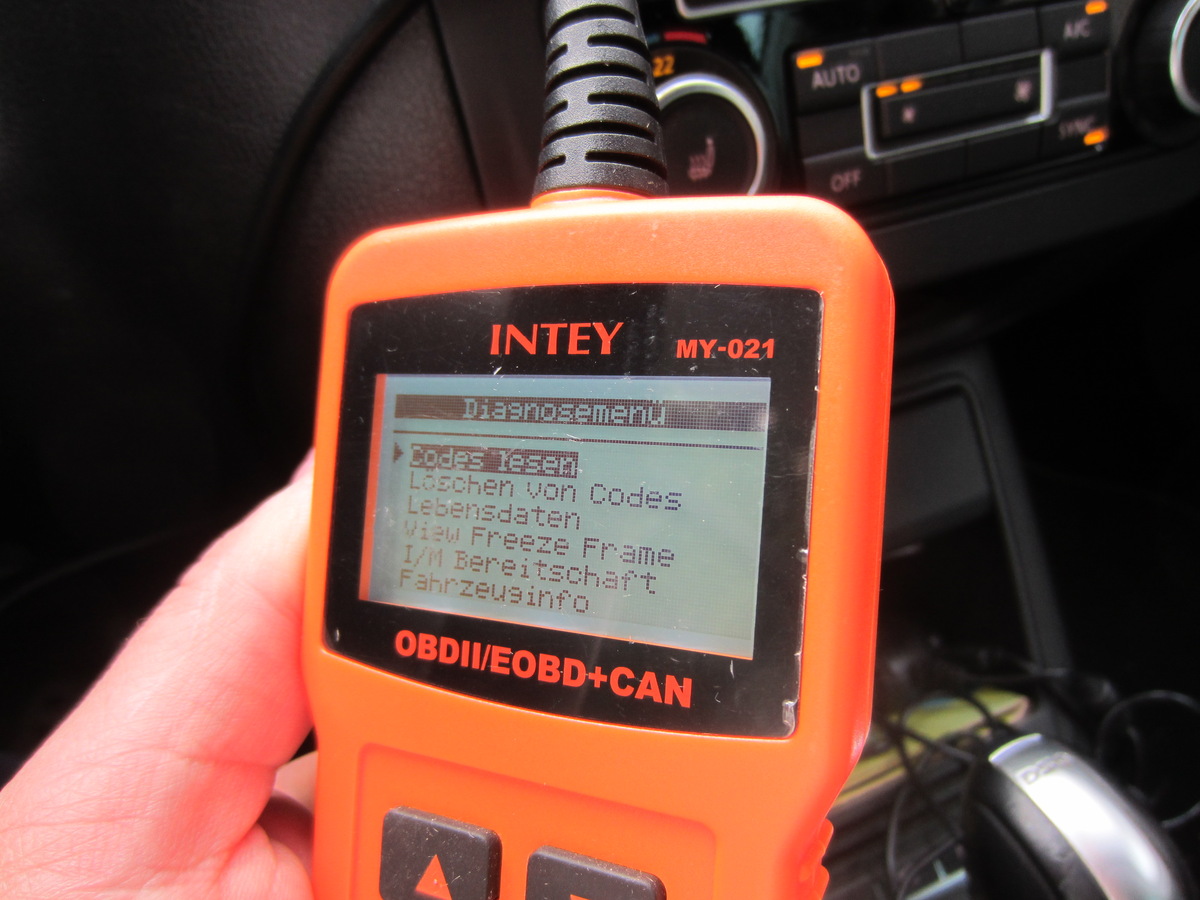 22
AUTO
A/C
SYNC
OFF
INTEY
MY-021
Diagnosemenü
Codes lesen
Löschen von Codes
Lebensdaten
View Freeze Frame
I/M Bereitschaft
Fahrzeuginfo
OBDII/EOBD+CAN